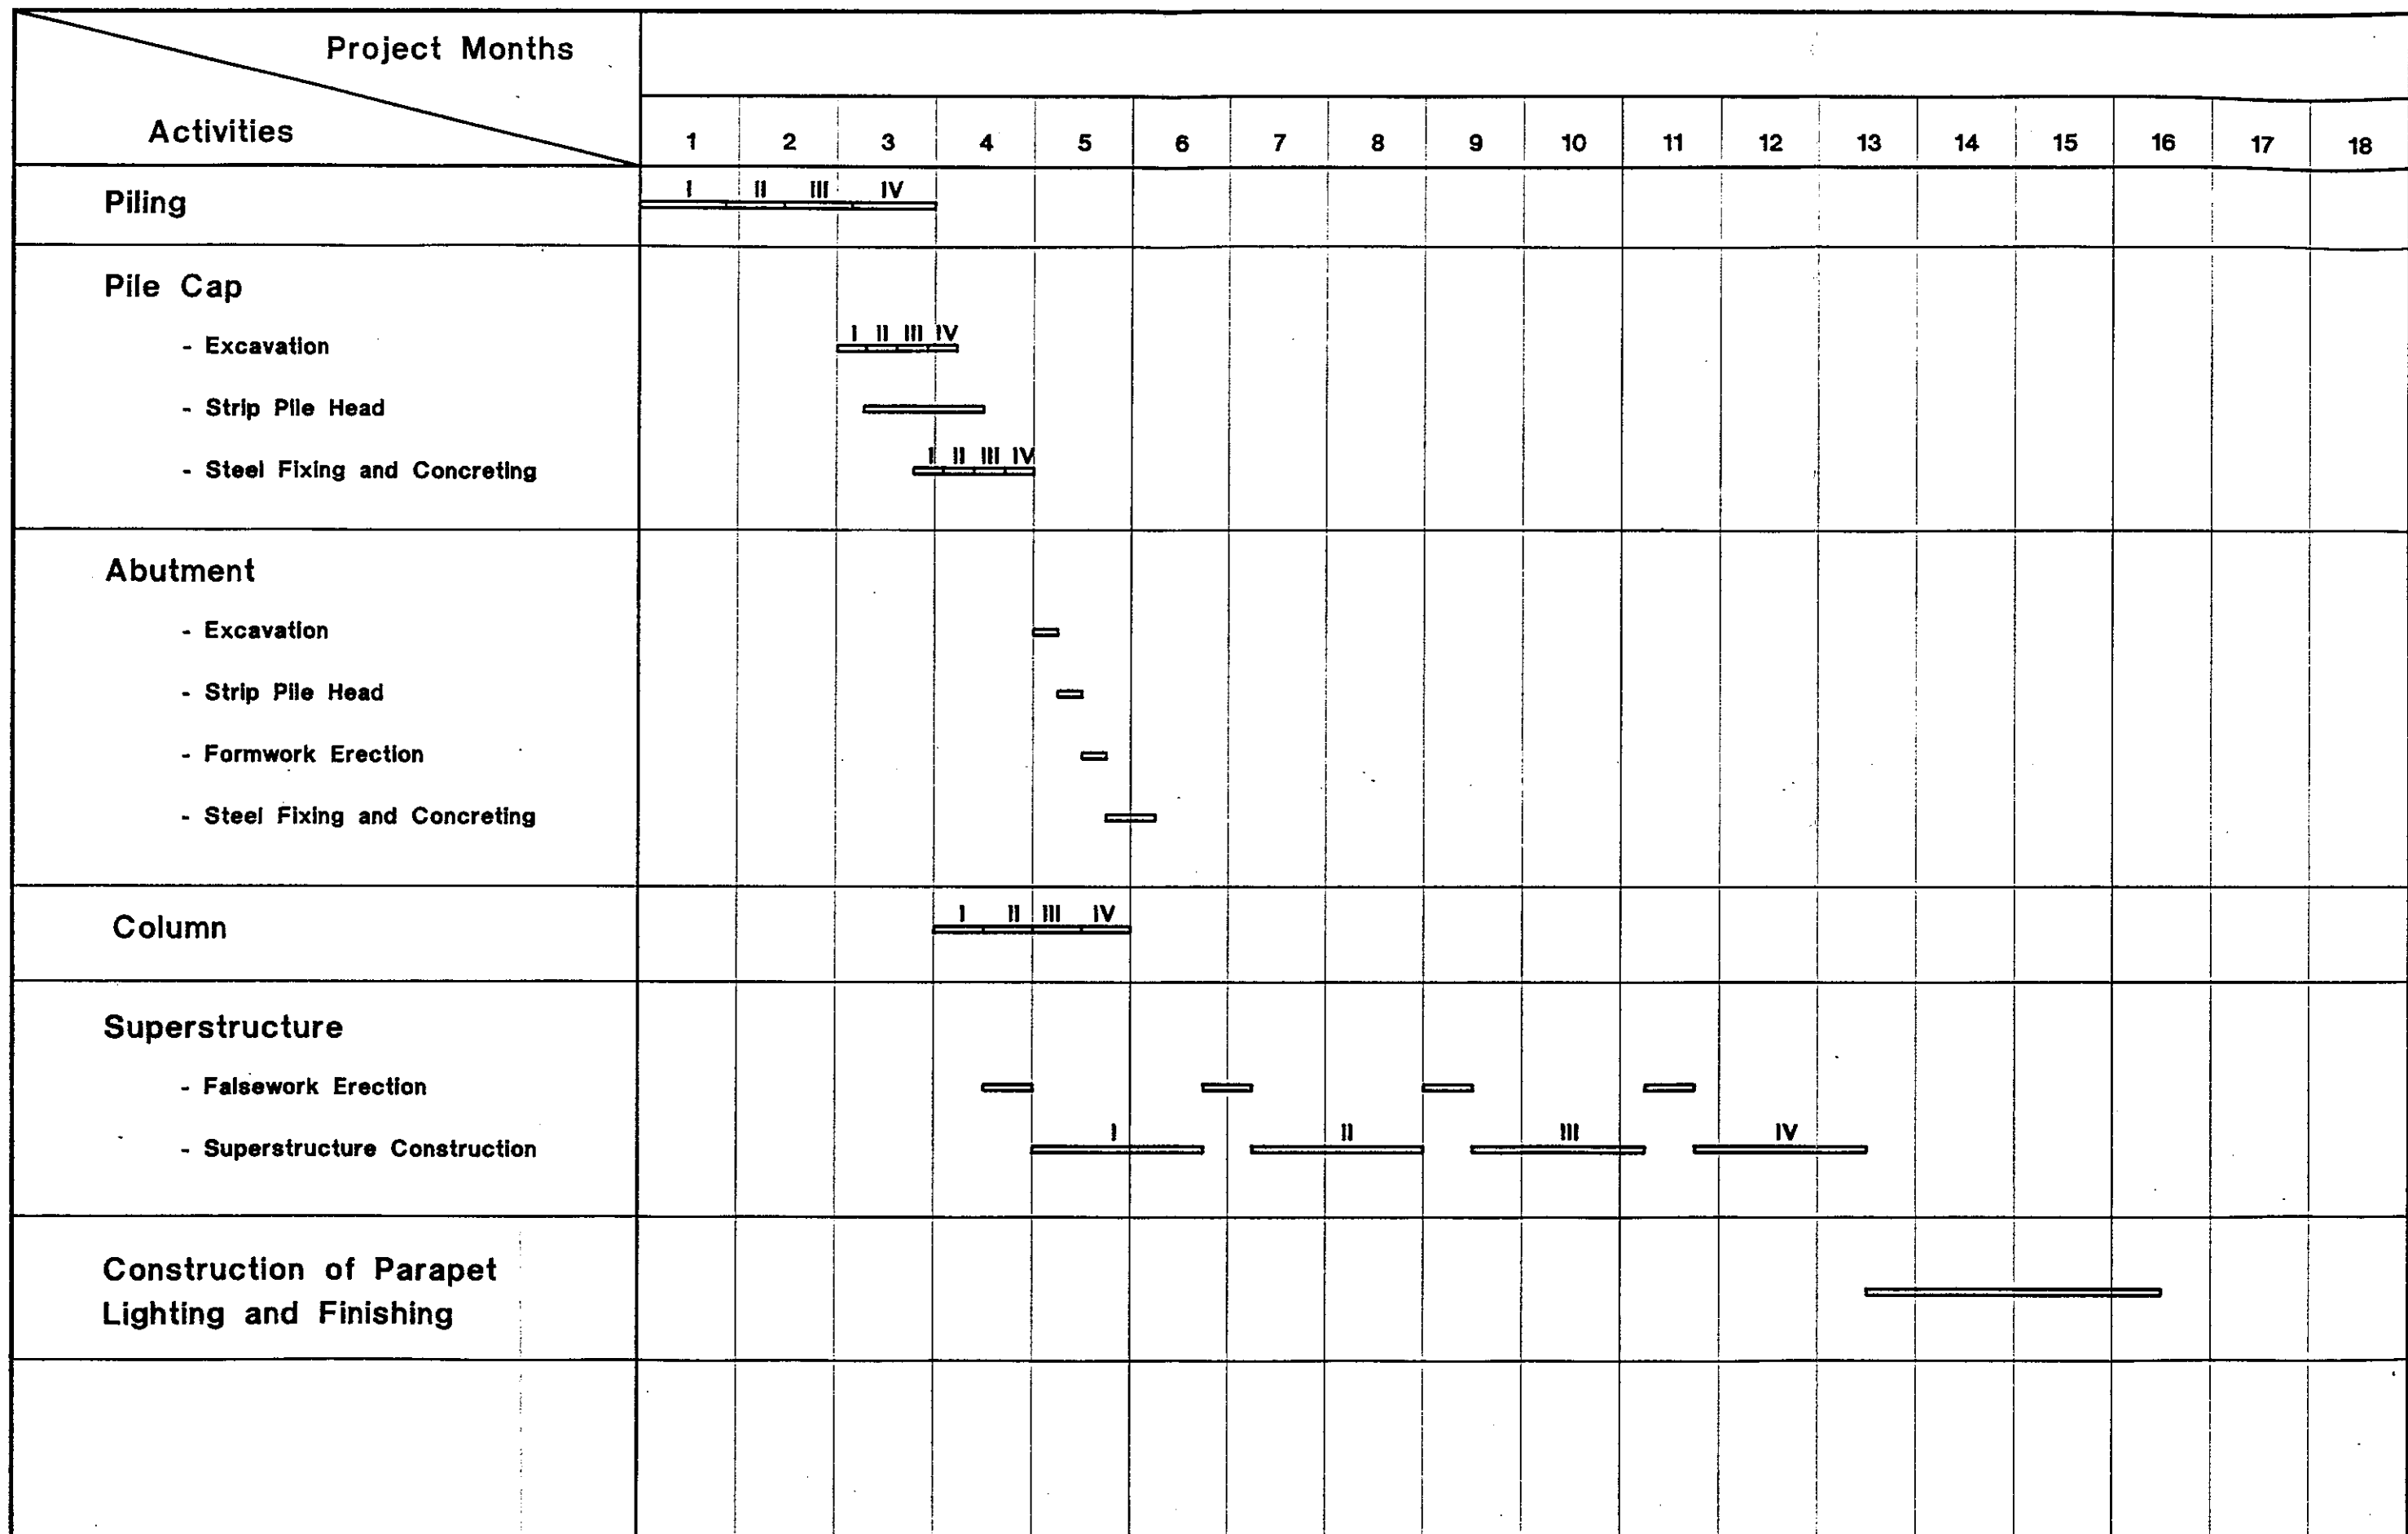 Project Months
Activities
1 2 3 4 5 6 7 8 9 10 11 12 13 14 15 16 17 18
Piling
I II III IV
Pile Cap
- Excavation
I II III IV
- Strip Pile Head
- Steel Fixing and Concreting
I II III IV
Abutment
- Excavation
- Strip Pile Head
- Formwork Erection
- Steel Fixing and Concreting
Column
I II III IV
Superstructure
- Falsework Erection
- Superstructure Construction
I II III IV
Construction of Parapet
Lighting and Finishing